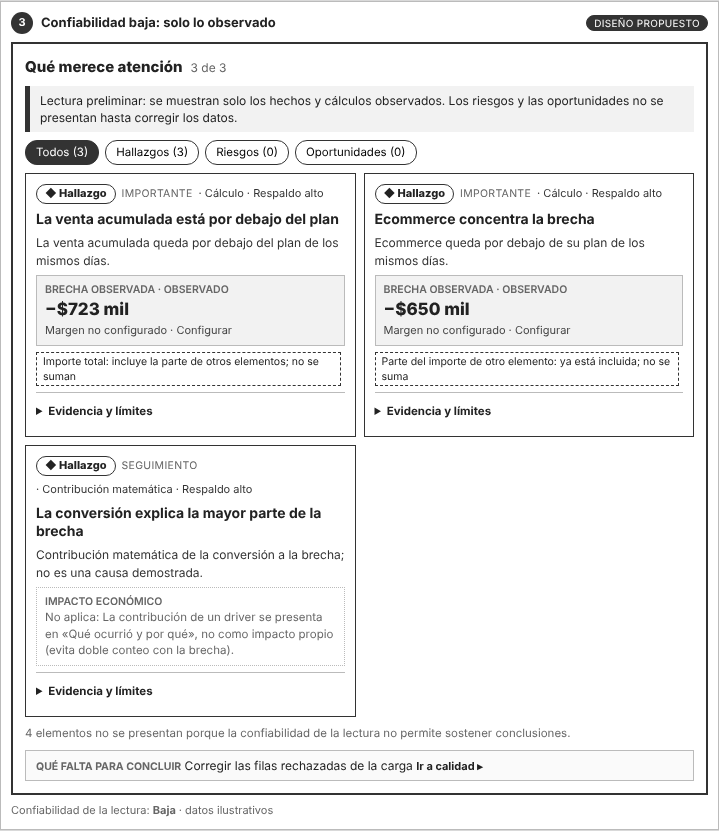 3 Confiabilidad baja: solo lo observado DISEÑO PROPUESTO
Qué merece atención 3 de 3
Lectura preliminar: se muestran solo los hechos y cálculos observados. Los riesgos y las oportunidades no se
presentan hasta corregir los datos.
Todos (3) Hallazgos (3) Riesgos (0) Oportunidades (0)
◆ Hallazgo IMPORTANTE · Cálculo · Respaldo alto
La venta acumulada está por debajo del plan
La venta acumulada queda por debajo del plan de los
mismos días.
BRECHA OBSERVADA · OBSERVADO
−$723 mil
Margen no configurado · Configurar
Importe total: incluye la parte de otros elementos; no se
suman
▶ Evidencia y límites
◆ Hallazgo IMPORTANTE · Cálculo · Respaldo alto
Ecommerce concentra la brecha
Ecommerce queda por debajo de su plan de los
mismos días.
BRECHA OBSERVADA · OBSERVADO
−$650 mil
Margen no configurado · Configurar
Parte del importe de otro elemento: ya está incluida; no se
suma
▶ Evidencia y límites
◆ Hallazgo SEGUIMIENTO
· Contribución matemática · Respaldo alto
La conversión explica la mayor parte de la
brecha
Contribución matemática de la conversión a la brecha;
no es una causa demostrada.
IMPACTO ECONÓMICO
No aplica: La contribución de un driver se presenta
en «Qué ocurrió y por qué», no como impacto propio
(evita doble conteo con la brecha).
▶ Evidencia y límites
4 elementos no se presentan porque la confiabilidad de la lectura no permite sostener conclusiones.
QUÉ FALTA PARA CONCLUIR Corregir las filas rechazadas de la carga Ir a calidad ▸
Confiabilidad de la lectura: Baja · datos ilustrativos